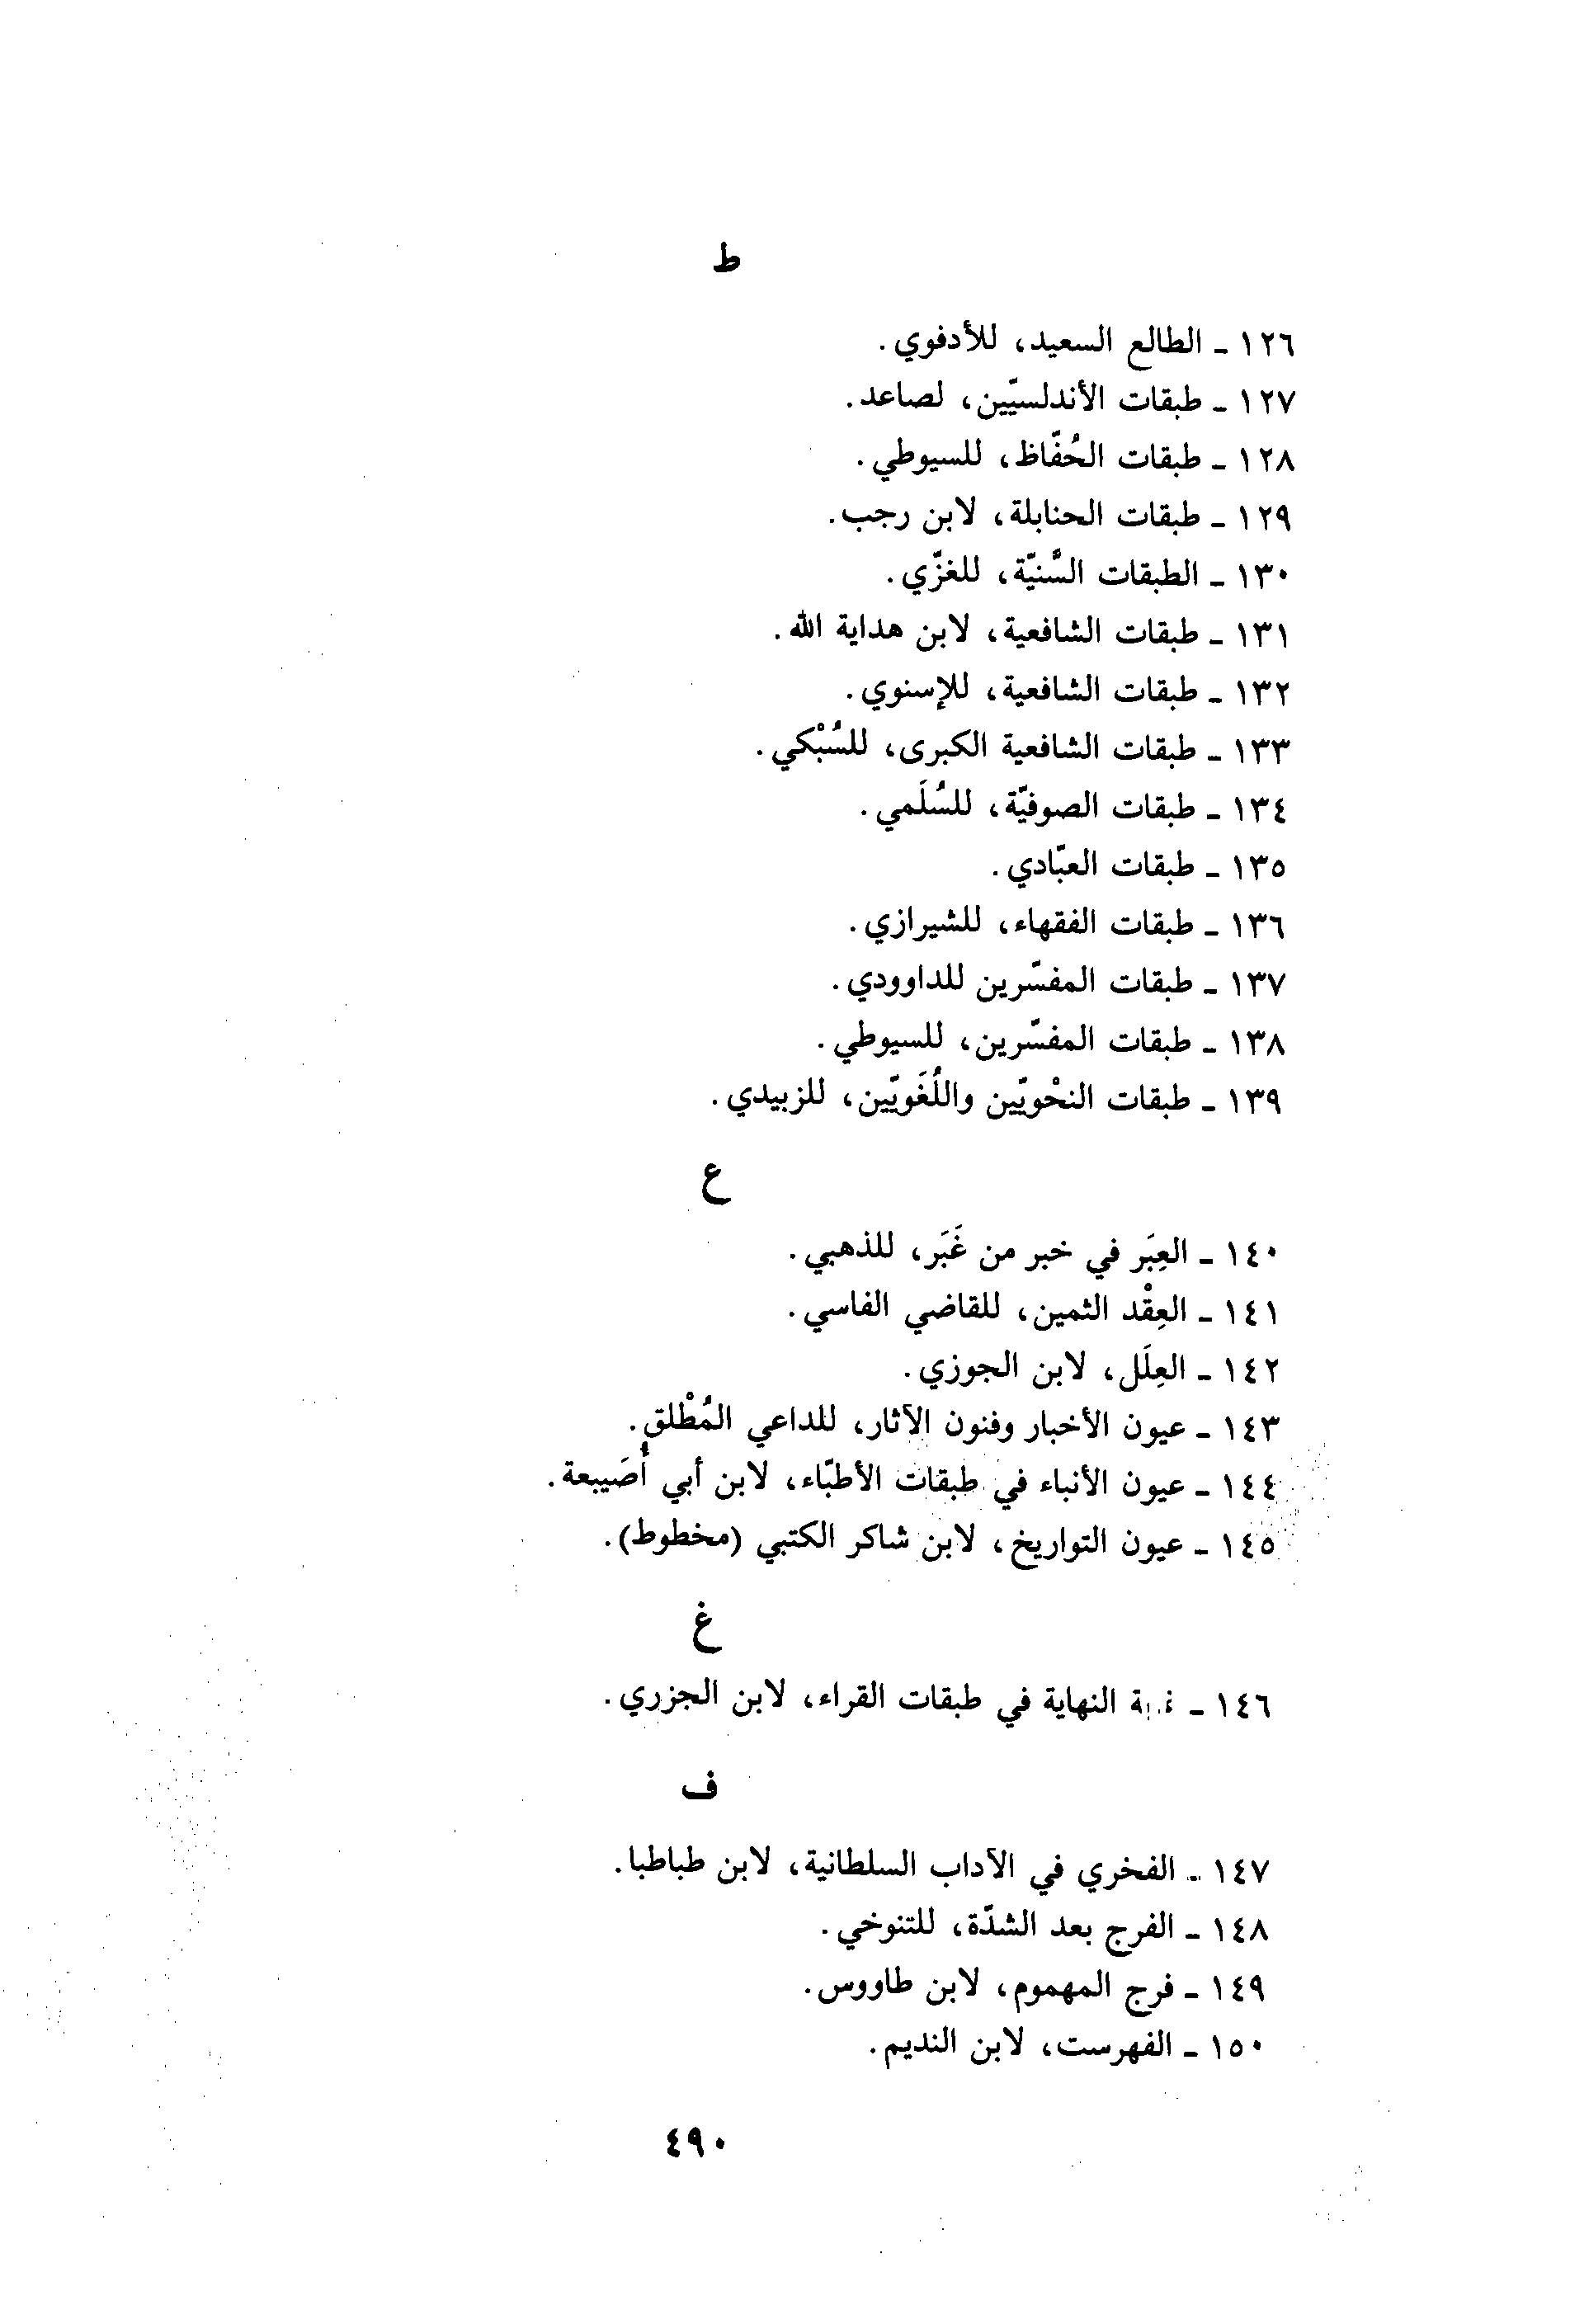 ط
١٢٦ ـ الطالع السعيد، للأدفوي.
١٢٧ ـ طبقات الأندلسيّين، لصاعد.
١٢٨ ـ طبقات الحُفّاظ، للسيوطي.
١٢٩ ـ طبقات الحنابلة، لابن رجب.
١٣٠ ـ الطبقات السُّنيّة، للغزّي.
١٣١ ـ طبقات الشافعية، لابن هداية الله.
١٣٢ ـ طبقات الشافعية، للإسنوي.
١٣٣ ـ طبقات الشافعية الكبرى، للسُبْكي.
١٣٤ ـ طبقات الصوفيّة، للسُلَمي.
١٣٥ ـ طبقات العبّادي.
١٣٦ ـ طبقات الفقهاء، للشيرازي.
١٣٧ ـ طبقات المفسّرين للداوودي.
١٣٨ ـ طبقات المفسّرين، للسيوطي.
١٣٩ ـ طبقات النحْويّين واللُغَويّين، للزبيدي.
ع
١٤٠ ـ العِبَر في خبر من غَبَر، للذهبي.
١٤١ ـ العِقْد الثمين، للقاضي الفاسي.
١٤٢ ـ العِلَل، لابن الجوزي.
١٤٣ ـ عيون الأخبار وفنون الآثار، للداعي المُطْلق.
١٤٤ ـ عيون الأنباء في طبقات الأطبّاء، لابن أبي أُصَيبعة.
١٤٥ ـ عيون التواريخ، لابن شاكر الكتبي (مخطوط).
غ
١٤٦ ـ النهاية في طبقات القراء، لابن الجزري.
ف
١٤٧ ـ الفخري في الآداب السلطانية، لابن طباطبا.
١٤٨ ـ الفرج بعد الشدّة، للتنوخي.
١٤٩ ـ فرج المهموم، لابن طاووس.
١٥٠ ـ الفهرست، لابن النديم.
٤٩٠